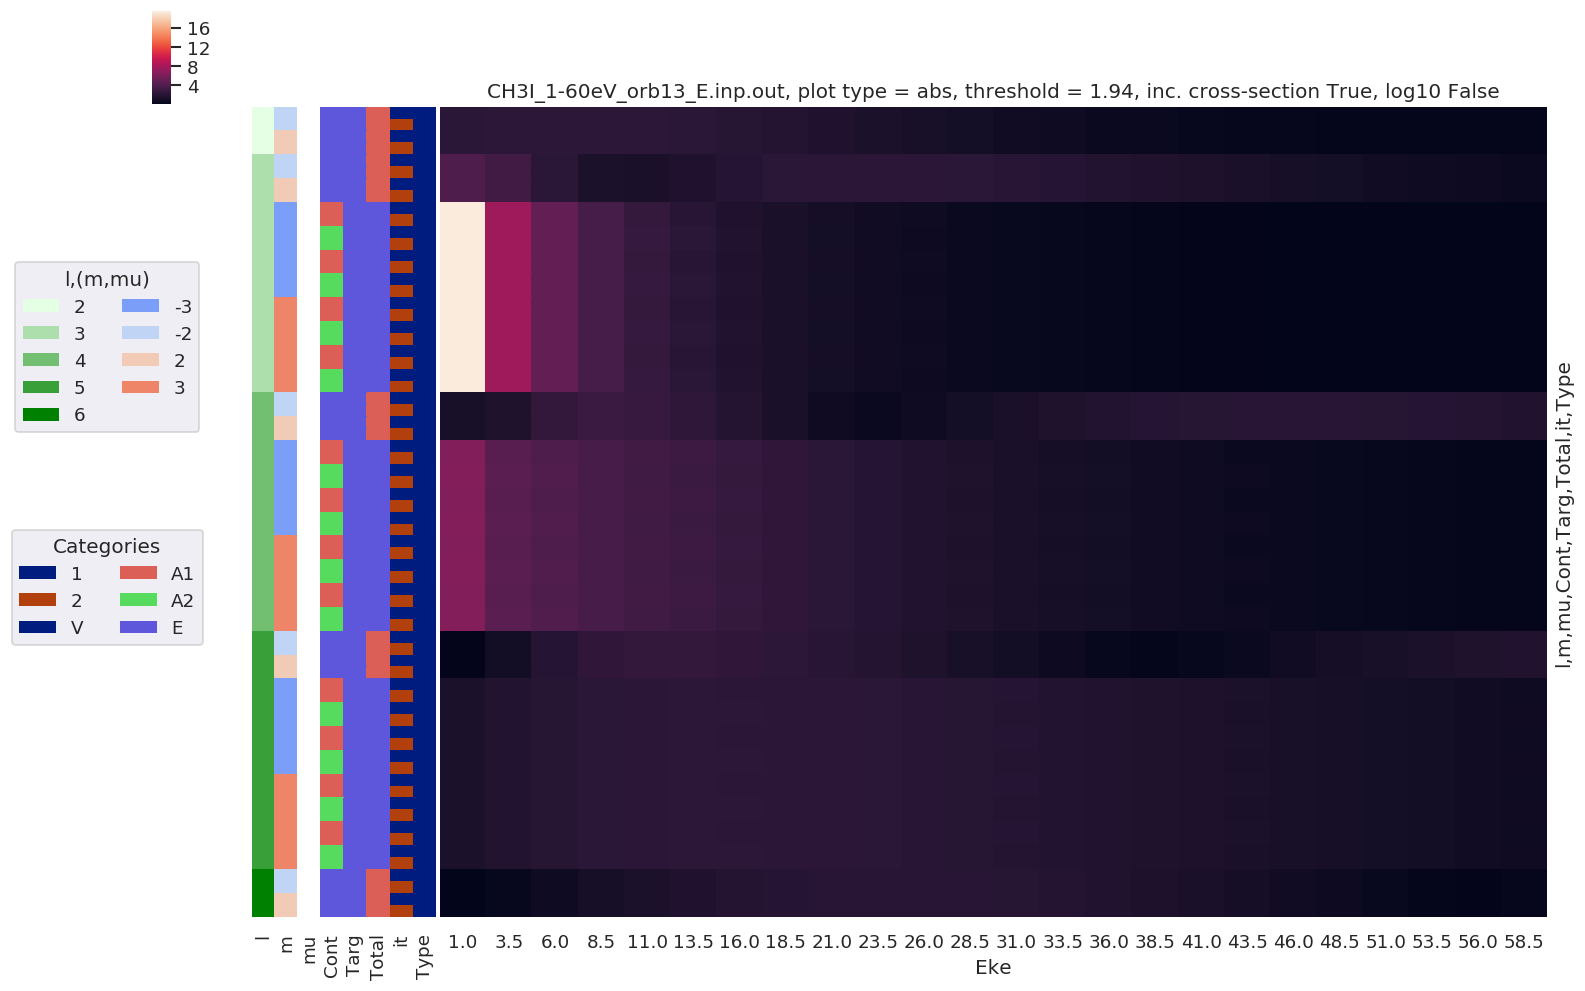 16
12
8
4
CH3I_1-60eV_orb13_E.inp.out, plot type = abs, threshold = 1.94, inc. cross-section True, log10 False
l,(m,mu)
2 -3
3 -2
4 2
5 3
6
Categories
1 A1
2 A2
V E
l,m,mu,Cont,Targ,Total,it,Type
l m mu Cont Targ Total it Type
1.0 3.5 6.0 8.5 11.0 13.5 16.0 18.5 21.0 23.5 26.0 28.5 31.0 33.5 36.0 38.5 41.0 43.5 46.0 48.5 51.0 53.5 56.0 58.5
Eke